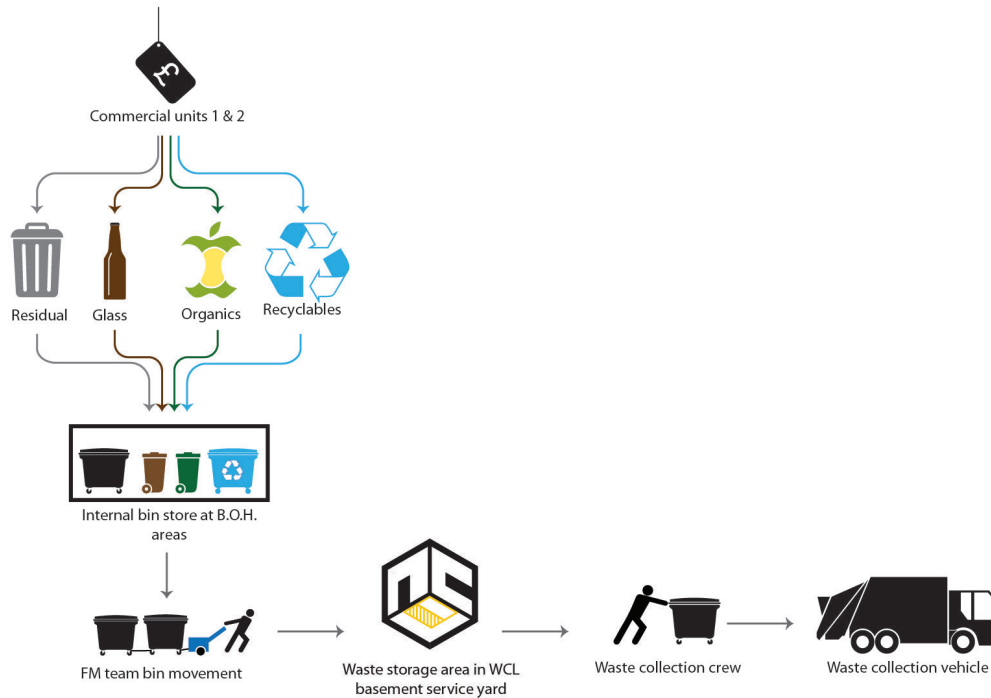 £
Commercial units 1 & 2
Residual
Glass
Organics
Recyclables
Internal bin store at B.O.H.
areas
FM team bin movement
Waste storage area in WCL
basement service yard
Waste collection crew
Waste collection vehicle